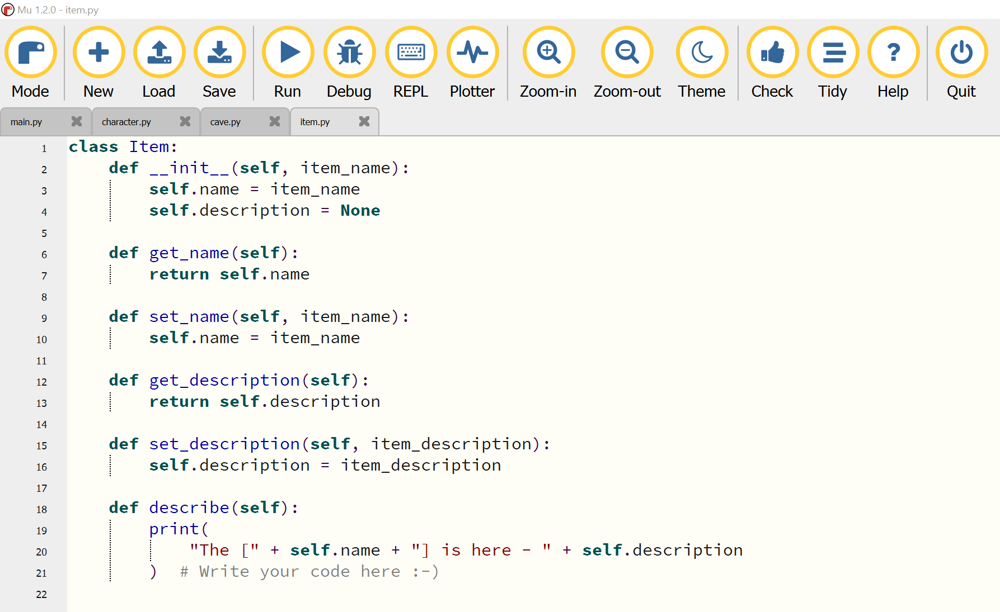 Mu 1.2.0 - item.py
Mode New Load Save Run Debug REPL Plotter Zoom-in Zoom-out Theme Check Tidy Help Quit
main.py character.py cave.py item.py
1 class Item:
2     def __init__(self, item_name):
3         self.name = item_name
4         self.description = None
5
6     def get_name(self):
7         return self.name
8
9     def set_name(self, item_name):
10         self.name = item_name
11
12     def get_description(self):
13         return self.description
14
15     def set_description(self, item_description):
16         self.description = item_description
17
18     def describe(self):
19         print(
20             "The [" + self.name + "] is here - " + self.description
21         )  # Write your code here :-)
22